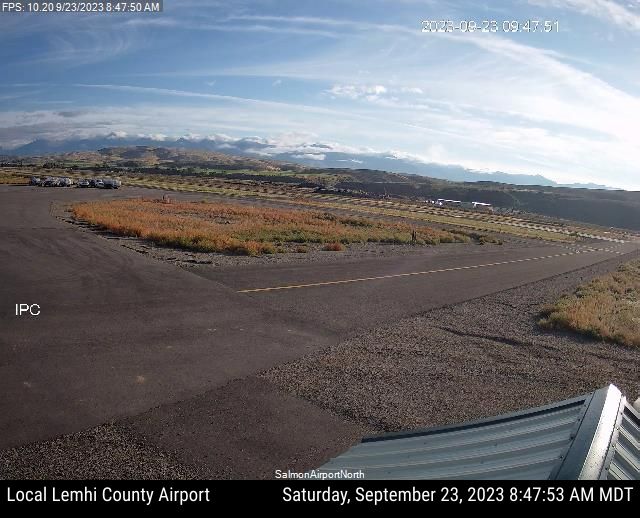 FPS: 10.20 9/23/2023 8:47:50 AM
2023-09-23 09:47:51
IPC
SalmonAirportNorth
Local Lemhi County Airport Saturday, September 23, 2023 8:47:53 AM MDT